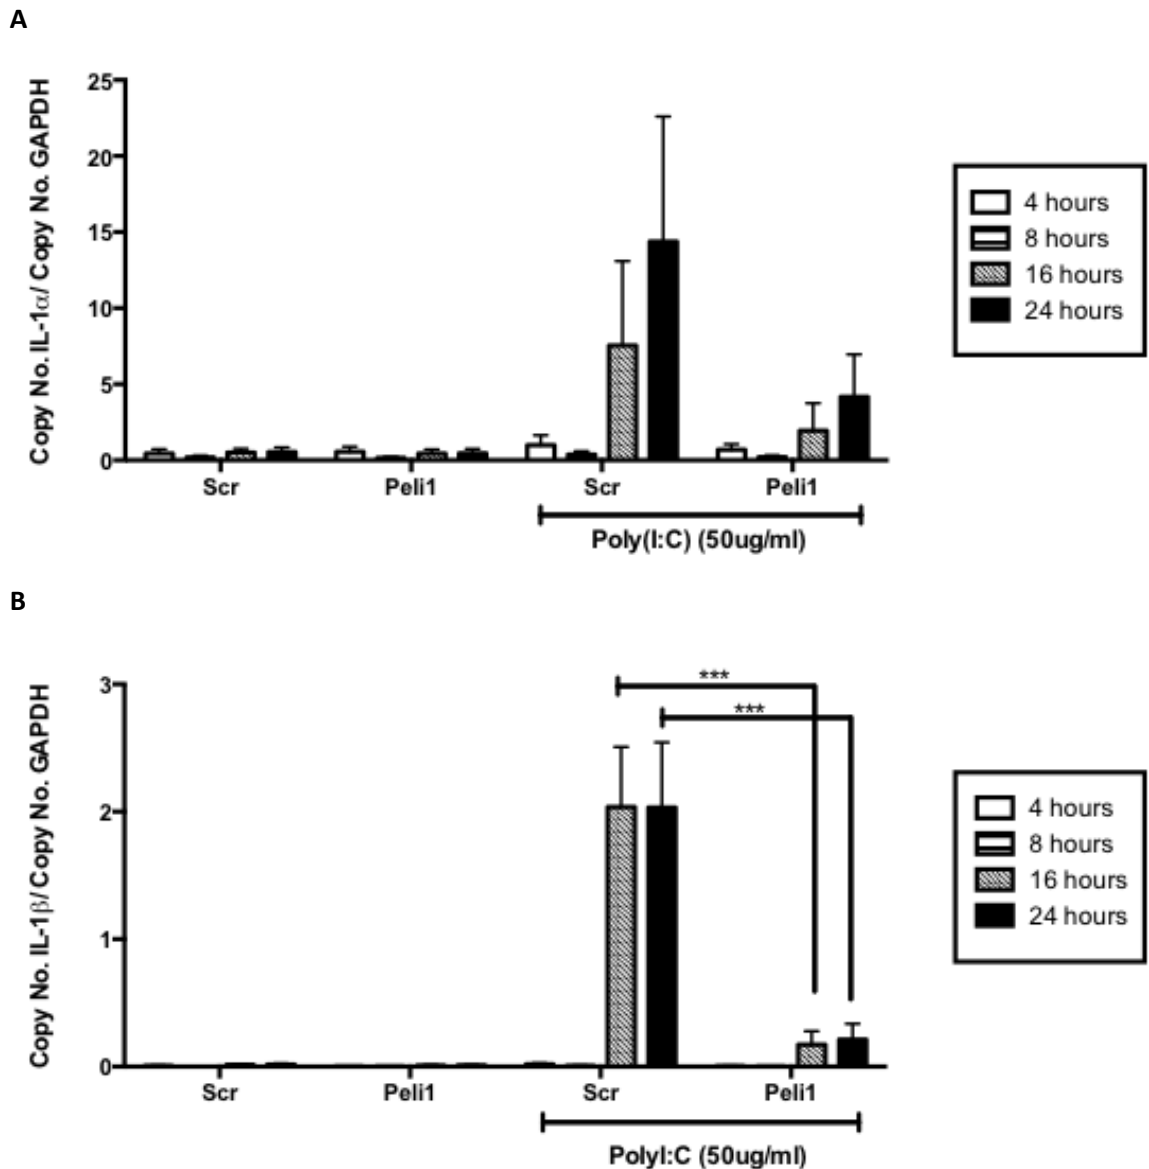 A
Copy No. IL-1α/ Copy No. GAPDH
25
20
15
10
5
0
Scr
Peli1
Scr
Peli1
Poly(I:C) (50ug/ml)
4 hours
8 hours
16 hours
24 hours
B
Copy No. IL-1β/ Copy No. GAPDH
3
2
1
0
***
***
Scr
Peli1
Scr
Peli1
PolyI:C (50ug/ml)
4 hours
8 hours
16 hours
24 hours